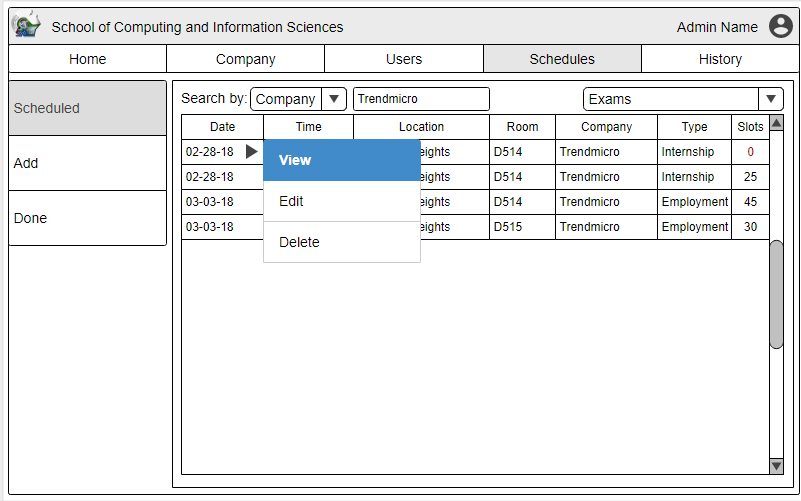 School of Computing and Information Sciences Admin Name
Home Company Users Schedules History
Scheduled
Add
Done
Search by: Company Trendmicro Exams
Date Time Location Room Company Type Slots
02-28-18 View eights D514 Trendmicro Internship 0
02-28-18 D514 Trendmicro Internship 25
03-03-18 Edit eights D514 Trendmicro Employment 45
03-03-18 eights D515 Trendmicro Employment 30
Delete